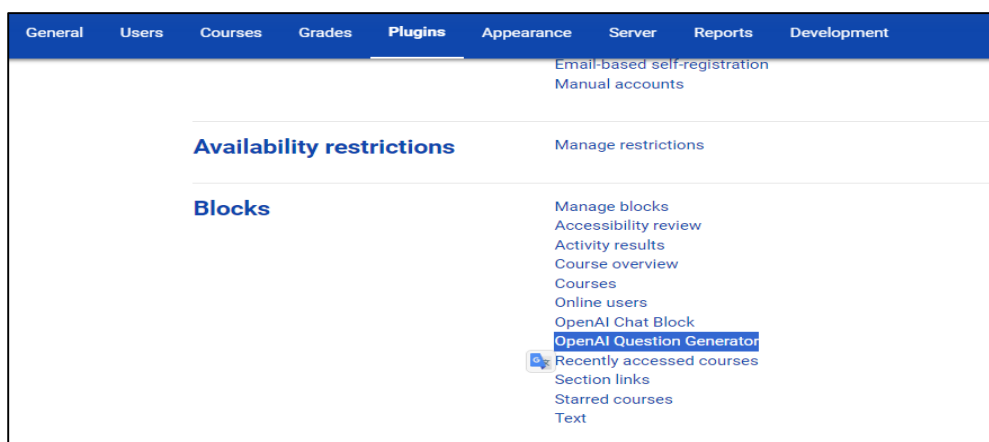 General Users Courses Grades Plugins Appearance Server Reports Development
Email-based self-registration
Manual accounts
Availability restrictions
Manage restrictions
Blocks
Manage blocks
Accessibility review
Activity results
Course overview
Courses
Online users
OpenAI Chat Block
OpenAI Question Generator
Recently accessed courses
Section links
Starred courses
Text